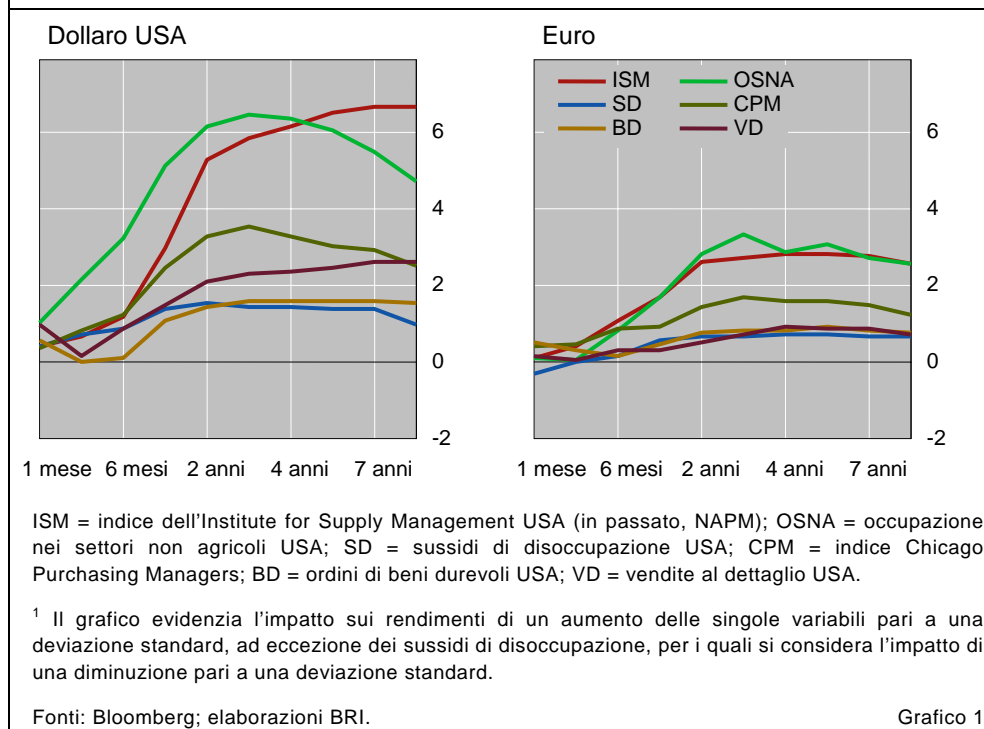 Dollaro USA
Euro
ISM OSNA
SD CPM
BD VD
6 6
4 4
2 2
0 0
-2 -2
1 mese 6 mesi 2 anni 4 anni 7 anni 1 mese 6 mesi 2 anni 4 anni 7 anni
ISM = indice dell'Institute for Supply Management USA (in passato, NAPM); OSNA = occupazione
nei settori non agricoli USA; SD = sussidi di disoccupazione USA; CPM = indice Chicago
Purchasing Managers; BD = ordini di beni durevoli USA; VD = vendite al dettaglio USA.
1 Il grafico evidenzia l'impatto sui rendimenti di un aumento delle singole variabili pari a una
deviazione standard, ad eccezione dei sussidi di disoccupazione, per i quali si considera l'impatto di
una diminuzione pari a una deviazione standard.
Fonti: Bloomberg; elaborazioni BRI. Grafico 1